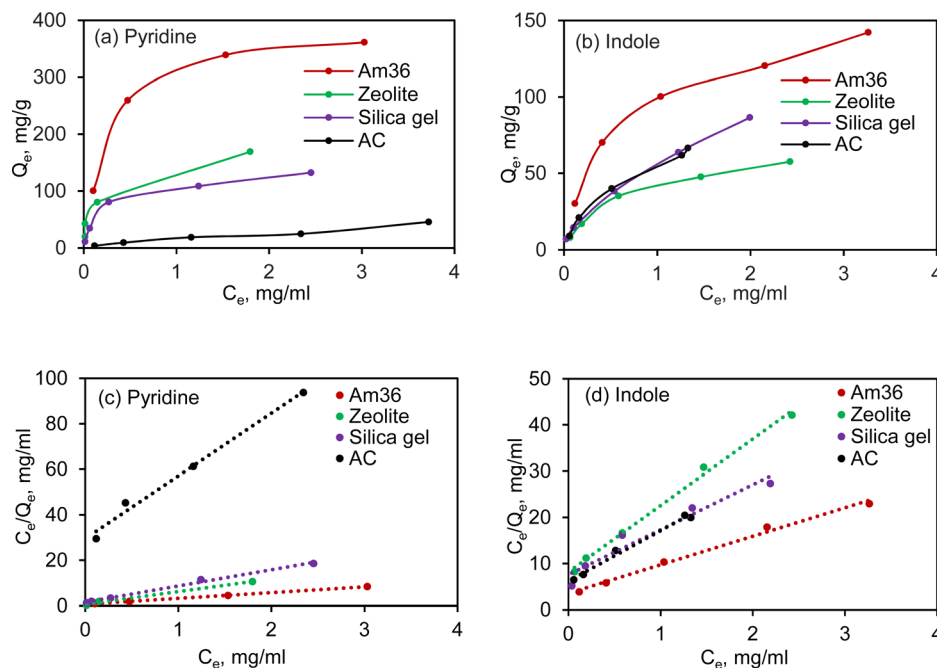 (a) Pyridine
400
300
200
100
0
Qe, mg/g
Am36
Zeolite
Silica gel
AC
0 1 2 3 4
Ce, mg/ml
(b) Indole
150
100
50
0
Qe, mg/g
Am36
Zeolite
Silica gel
AC
0 1 2 3 4
Ce, mg/ml
(c) Pyridine
100
80
60
40
20
0
Ce/Qe, mg/ml
Am36
Zeolite
Silica gel
AC
0 1 2 3 4
Ce, mg/ml
(d) Indole
50
40
30
20
10
0
Ce/Qe, mg/ml
Am36
Zeolite
Silica gel
AC
0 1 2 3 4
Ce, mg/ml